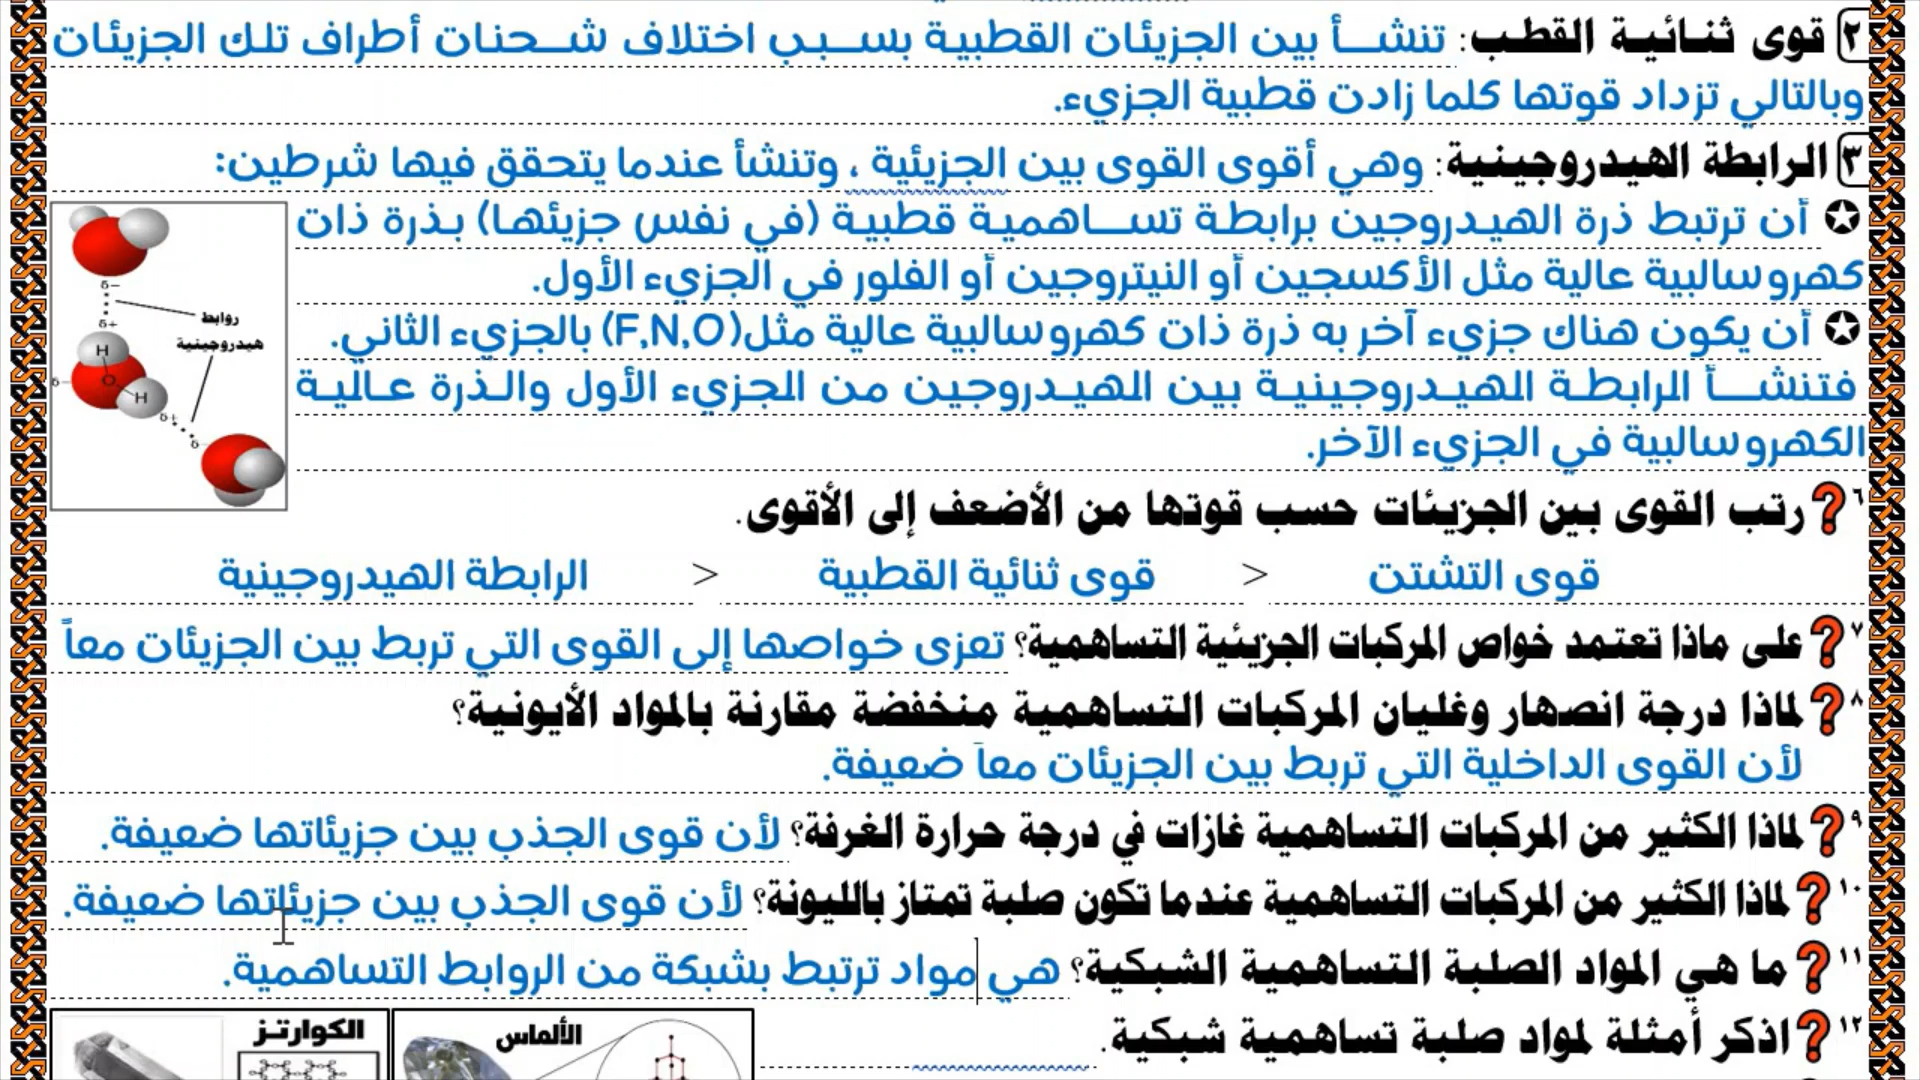 ٢ قوى ثنائية القطب: تنشأ بين الجزيئات القطبية بسبب اختلاف شحنات أطراف تلك الجزيئات
وبالتالي تزداد قوتها كلما زادت قطبية الجزيء.
٣ الرابطة الهيدروجينية: وهي أقوى القوى بين الجزيئية ، وتنشأ عندما يتحقق فيها شرطين:
✪ أن ترتبط ذرة الهيدروجين برابطة تساهمية قطبية (في نفس جزيئها) بذرة ذات
كهروسالبية عالية مثل الأكسجين أو النيتروجين أو الفلور في الجزيء الأول.
✪ أن يكون هناك جزيء آخر به ذرة ذات كهروسالبية عالية مثل(F,N,O) بالجزيء الثاني.
فتنشأ الرابطة الهيدروجينية بين الهيدروجين من الجزيء الأول والذرة عالية
الكهروسالبية في الجزيء الآخر.
δ−
روابط
δ+
هيدروجينية
H
δ−
O
H
δ+
δ−
٦❓رتب القوى بين الجزيئات حسب قوتها من الأضعف إلى الأقوى.
قوى التشتت > قوى ثنائية القطبية > الرابطة الهيدروجينية
٧❓على ماذا تعتمد خواص المركبات الجزيئية التساهمية؟ تعزى خواصها إلى القوى التي تربط بين الجزيئات معاً
٨❓لماذا درجة انصهار وغليان المركبات التساهمية منخفضة مقارنة بالمواد الأيونية؟
لأن القوى الداخلية التي تربط بين الجزيئات معاً ضعيفة.
٩❓لماذا الكثير من المركبات التساهمية غازات في درجة حرارة الغرفة؟ لأن قوى الجذب بين جزيئاتها ضعيفة.
١٠❓لماذا الكثير من المركبات التساهمية عندما تكون صلبة تمتاز بالليونة؟ لأن قوى الجذب بين جزيئاتها ضعيفة.
١١❓ما هي المواد الصلبة التساهمية الشبكية؟ هي مواد ترتبط بشبكة من الروابط التساهمية.
١٢❓اذكر أمثلة لمواد صلبة تساهمية شبكية.
الألماس
الكوارتز